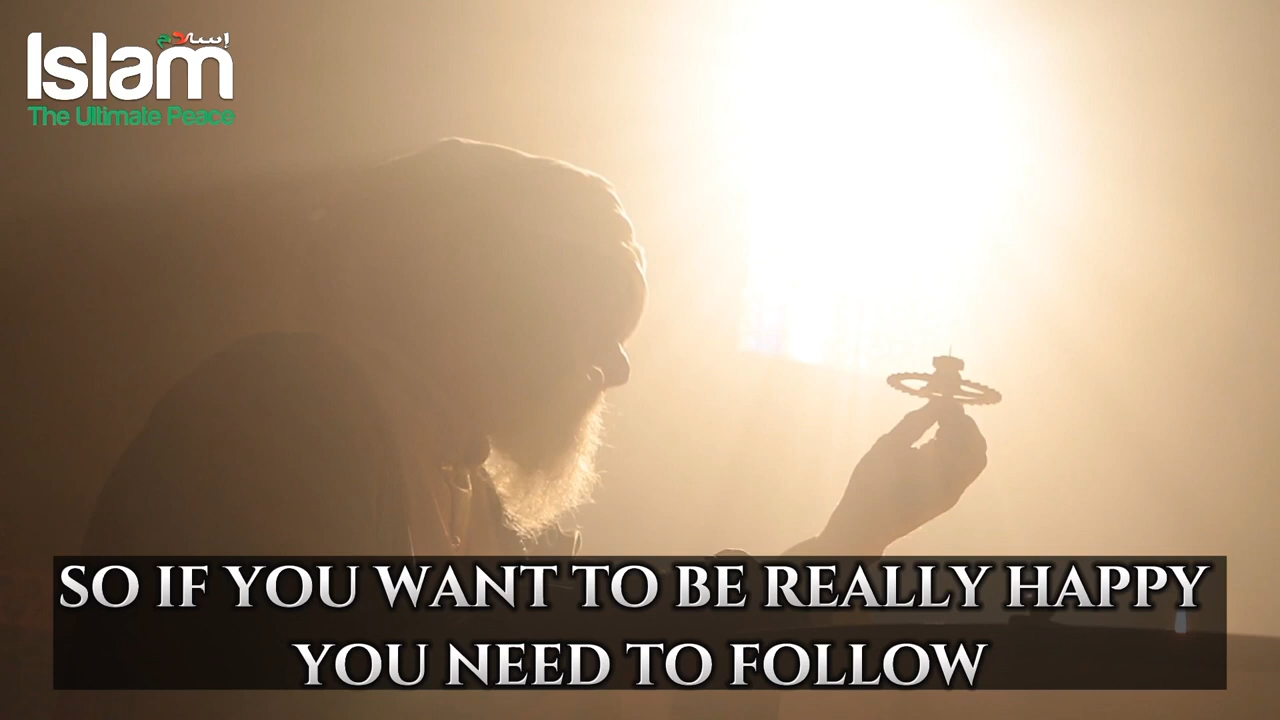 إسلام
Islam
The Ultimate Peace
SO IF YOU WANT TO BE REALLY HAPPY
YOU NEED TO FOLLOW